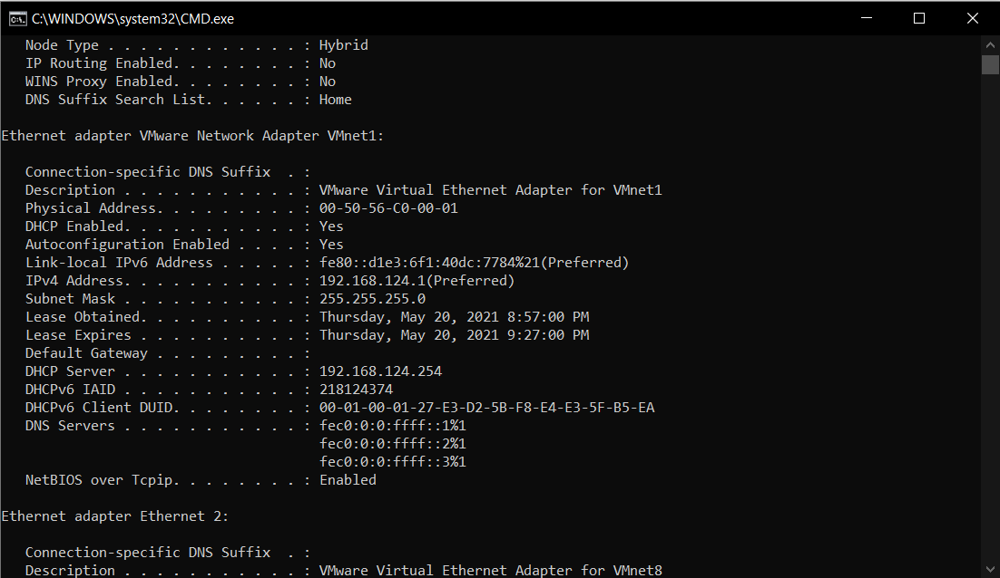 C:\WINDOWS\system32\CMD.exe
Node Type . . . . . . . . . . . . : Hybrid
IP Routing Enabled. . . . . . . . : No
WINS Proxy Enabled. . . . . . . . : No
DNS Suffix Search List. . . . . . : Home
Ethernet adapter VMware Network Adapter VMnet1:
Connection-specific DNS Suffix  . :
Description . . . . . . . . . . . : VMware Virtual Ethernet Adapter for VMnet1
Physical Address. . . . . . . . . : 00-50-56-C0-00-01
DHCP Enabled. . . . . . . . . . . : Yes
Autoconfiguration Enabled . . . . : Yes
Link-local IPv6 Address . . . . . : fe80::d1e3:6f1:40dc:7784%21(Preferred)
IPv4 Address. . . . . . . . . . . : 192.168.124.1(Preferred)
Subnet Mask . . . . . . . . . . . : 255.255.255.0
Lease Obtained. . . . . . . . . . : Thursday, May 20, 2021 8:57:00 PM
Lease Expires . . . . . . . . . . : Thursday, May 20, 2021 9:27:00 PM
Default Gateway . . . . . . . . . :
DHCP Server . . . . . . . . . . . : 192.168.124.254
DHCPv6 IAID . . . . . . . . . . . : 218124374
DHCPv6 Client DUID. . . . . . . . : 00-01-00-01-27-E3-D2-5B-F8-E4-E3-5F-B5-EA
DNS Servers . . . . . . . . . . . : fec0:0:0:ffff::1%1
fec0:0:0:ffff::2%1
fec0:0:0:ffff::3%1
NetBIOS over Tcpip. . . . . . . . : Enabled
Ethernet adapter Ethernet 2:
Connection-specific DNS Suffix  . :
Description . . . . . . . . . . . : VMware Virtual Ethernet Adapter for VMnet8